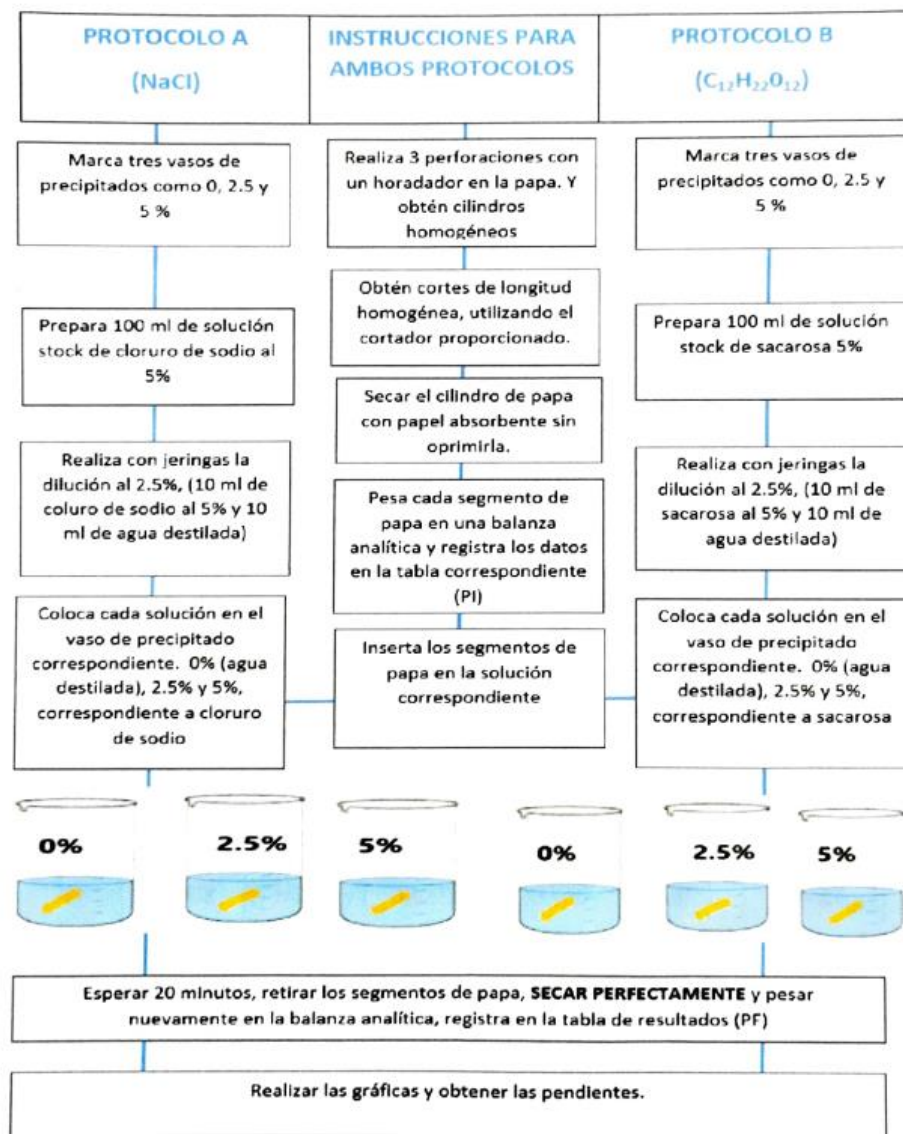 PROTOCOLO A
(NaCl)
INSTRUCCIONES PARA
AMBOS PROTOCOLOS
PROTOCOLO B
(C₁₂H₂₂O₁₂)
Marca tres vasos de
precipitados como 0, 2.5 y
5 %
Prepara 100 ml de solución
stock de cloruro de sodio al
5%
Realiza con jeringas la
dilución al 2.5%, (10 ml de
coluro de sodio al 5% y 10
ml de agua destilada)
Coloca cada solución en el
vaso de precipitado
correspondiente. 0% (agua
destilada), 2.5% y 5%,
correspondiente a cloruro
de sodio
Realiza 3 perforaciones con
un horadador en la papa. Y
obtén cilindros
homogéneos
Obtén cortes de longitud
homogénea, utilizando el
cortador proporcionado.
Secar el cilindro de papa
con papel absorbente sin
oprimirla.
Pesa cada segmento de
papa en una balanza
analítica y registra los datos
en la tabla correspondiente
(PI)
Inserta los segmentos de
papa en la solución
correspondiente
Marca tres vasos de
precipitados como 0, 2.5 y
5 %
Prepara 100 ml de solución
stock de sacarosa 5%
Realiza con jeringas la
dilución al 2.5%, (10 ml de
sacarosa al 5% y 10 ml de
agua destilada)
Coloca cada solución en el
vaso de precipitado
correspondiente. 0% (agua
destilada), 2.5% y 5%,
correspondiente a sacarosa
0%
2.5%
5%
0%
2.5%
5%
Esperar 20 minutos, retirar los segmentos de papa, SECAR PERFECTAMENTE y pesar
nuevamente en la balanza analítica, registra en la tabla de resultados (PF)
Realizar las gráficas y obtener las pendientes.